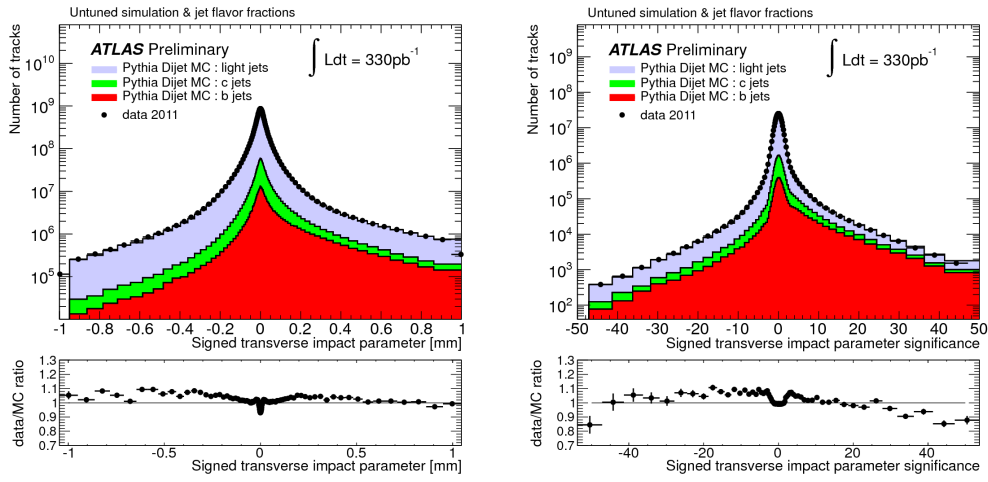 Untuned simulation & jet flavor fractions
Number of tracks
ATLAS Preliminary
∫ Ldt = 330pb⁻¹
Pythia Dijet MC : light jets
Pythia Dijet MC : c jets
Pythia Dijet MC : b jets
data 2011
10¹⁰
10⁹
10⁸
10⁷
10⁶
10⁵
-1 -0.8 -0.6 -0.4 -0.2 0 0.2 0.4 0.6 0.8 1
Signed transverse impact parameter [mm]
data/MC ratio
1.3
1.2
1.1
1
0.9
0.8
0.7
-1 -0.5 0 0.5 1
Signed transverse impact parameter [mm]
Untuned simulation & jet flavor fractions
Number of tracks
ATLAS Preliminary
∫ Ldt = 330pb⁻¹
Pythia Dijet MC : light jets
Pythia Dijet MC : c jets
Pythia Dijet MC : b jets
data 2011
10⁹
10⁸
10⁷
10⁶
10⁵
10⁴
10³
10²
-50 -40 -30 -20 -10 0 10 20 30 40 50
Signed transverse impact parameter significance
data/MC ratio
1.3
1.2
1.1
1
0.9
0.8
0.7
-40 -20 0 20 40
Signed transverse impact parameter significance